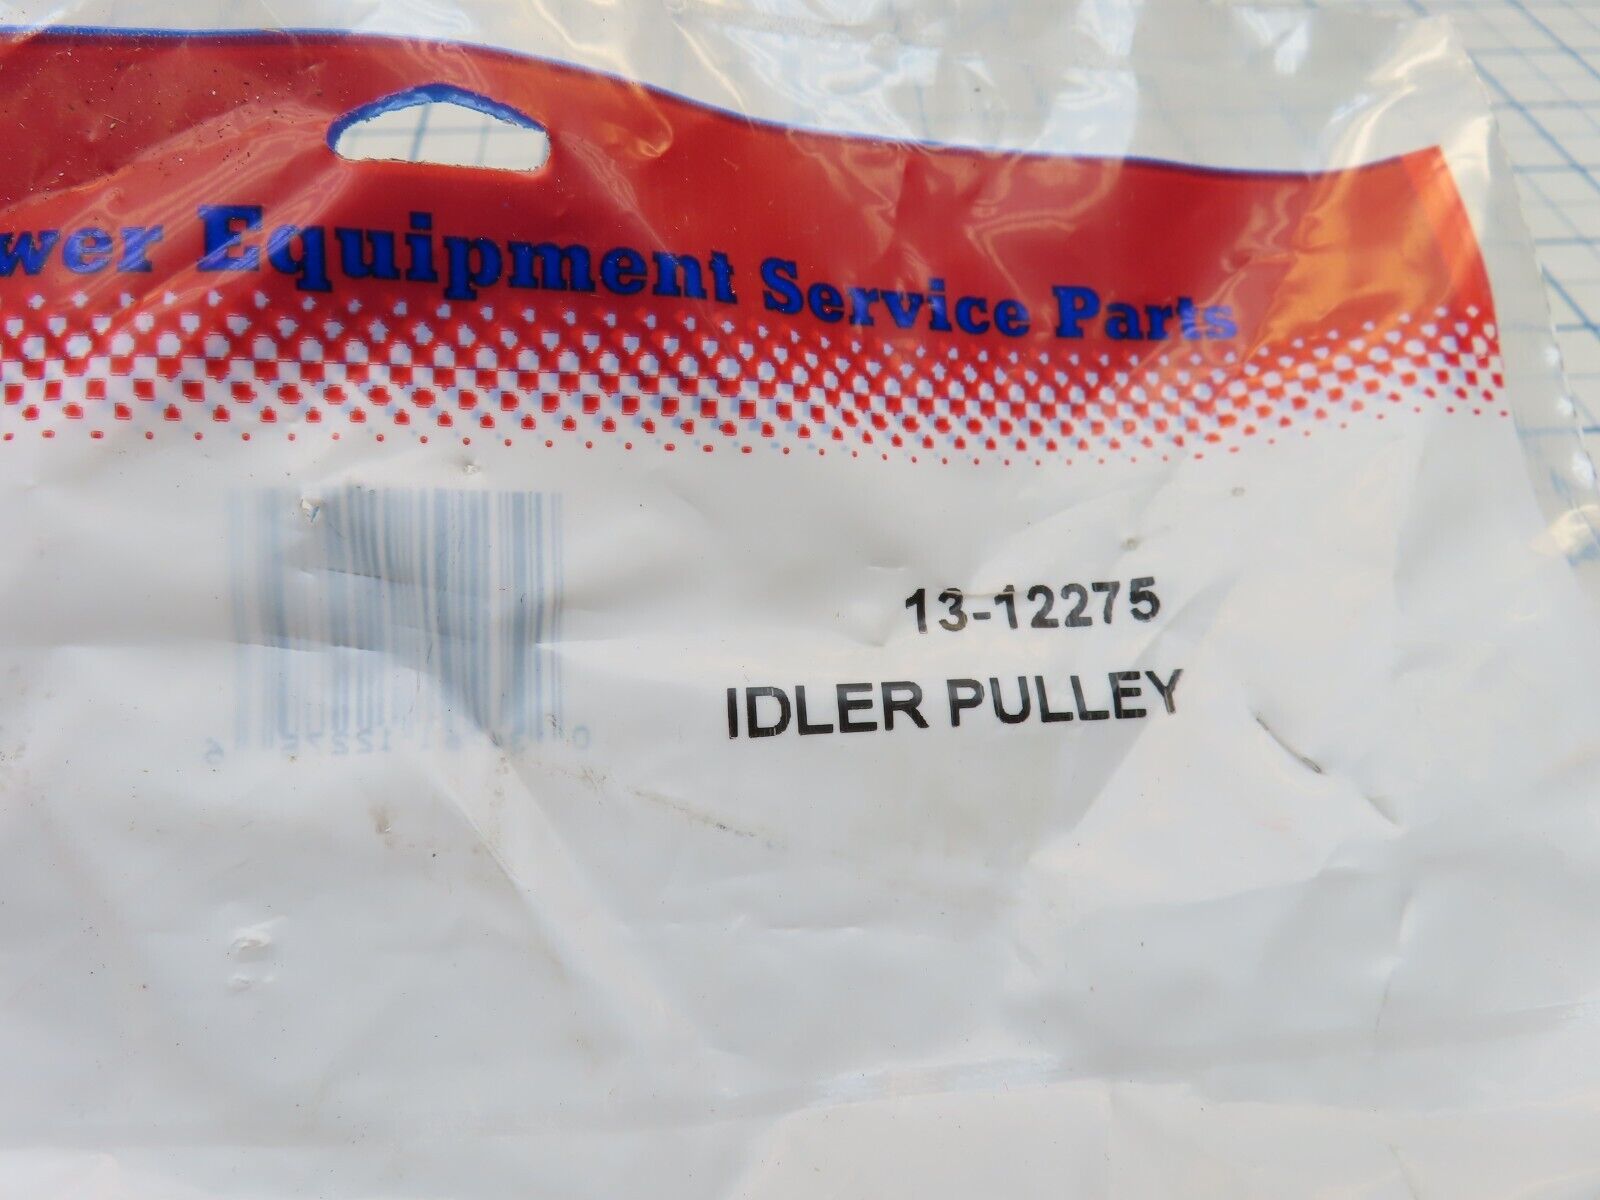 wer Equipment Service Parts
13-12275
IDLER PULLEY